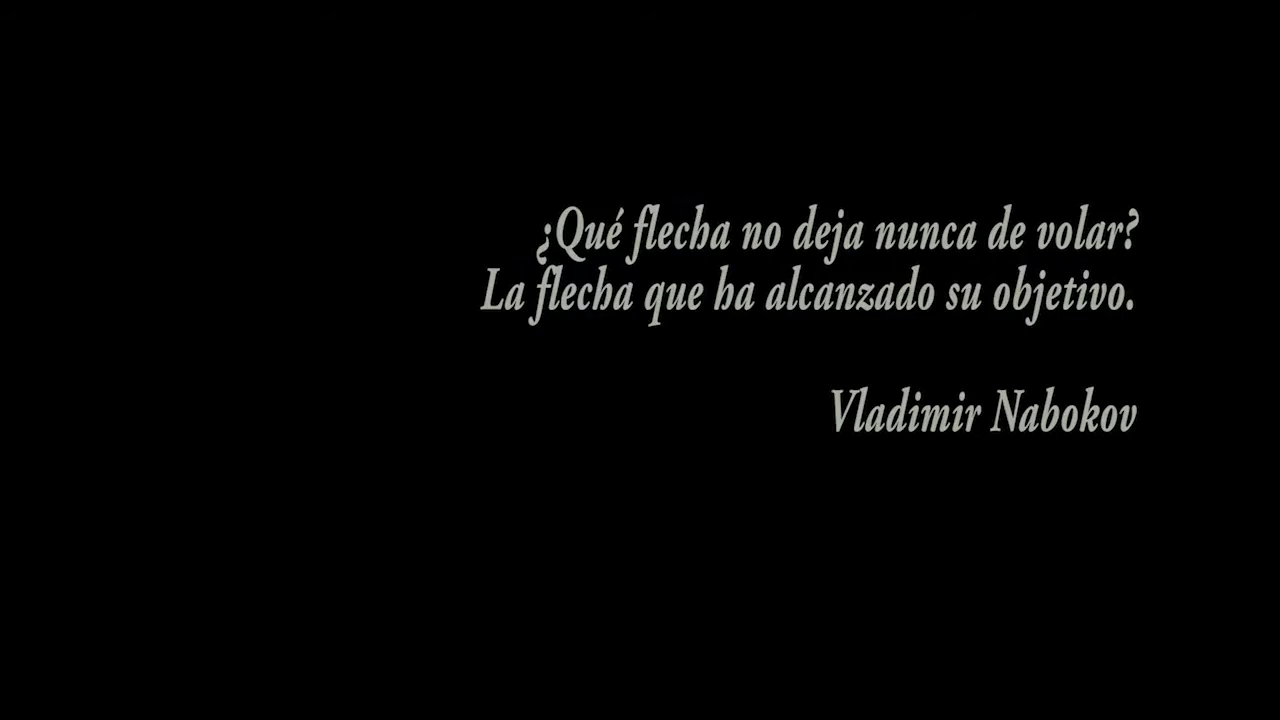 ¿Qué flecha no deja nunca de volar?
La flecha que ha alcanzado su objetivo.
Vladimir Nabokov